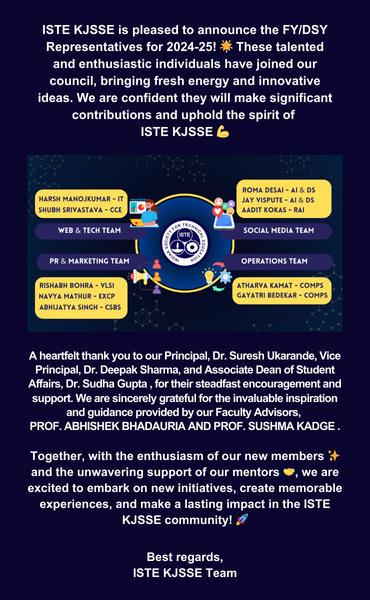 ISTE KJSSE is pleased to announce the FY/DSY
Representatives for 2024-25! 🌟 These talented
and enthusiastic individuals have joined our
council, bringing fresh energy and innovative
ideas. We are confident they will make significant
contributions and uphold the spirit of
ISTE KJSSE 💪
HARSH MANOJKUMAR - IT
SHUBH SRIVASTAVA - CCE
WEB & TECH TEAM
ROMA DESAI - AI & DS
JAY VISPUTE - AI & DS
AADIT KOKAS - RAI
SOCIAL MEDIA TEAM
INDIAN SOCIETY FOR TECHNICAL EDUCATION
ISTE
PR & MARKETING TEAM
RISHABH BOHRA - VLSI
NAVYA MATHUR - EXCP
ABHIJATYA SINGH - CSBS
OPERATIONS TEAM
ATHARVA KAMAT - COMPS
GAYATRI BEDEKAR - COMPS
A heartfelt thank you to our Principal, Dr. Suresh Ukarande, Vice
Principal, Dr. Deepak Sharma, and Associate Dean of Student
Affairs, Dr. Sudha Gupta , for their steadfast encouragement and
support. We are sincerely grateful for the invaluable inspiration
and guidance provided by our Faculty Advisors,
PROF. ABHISHEK BHADAURIA AND PROF. SUSHMA KADGE .
Together, with the enthusiasm of our new members ✨
and the unwavering support of our mentors 🤝, we are
excited to embark on new initiatives, create memorable
experiences, and make a lasting impact in the ISTE
KJSSE community! 🚀
Best regards,
ISTE KJSSE Team